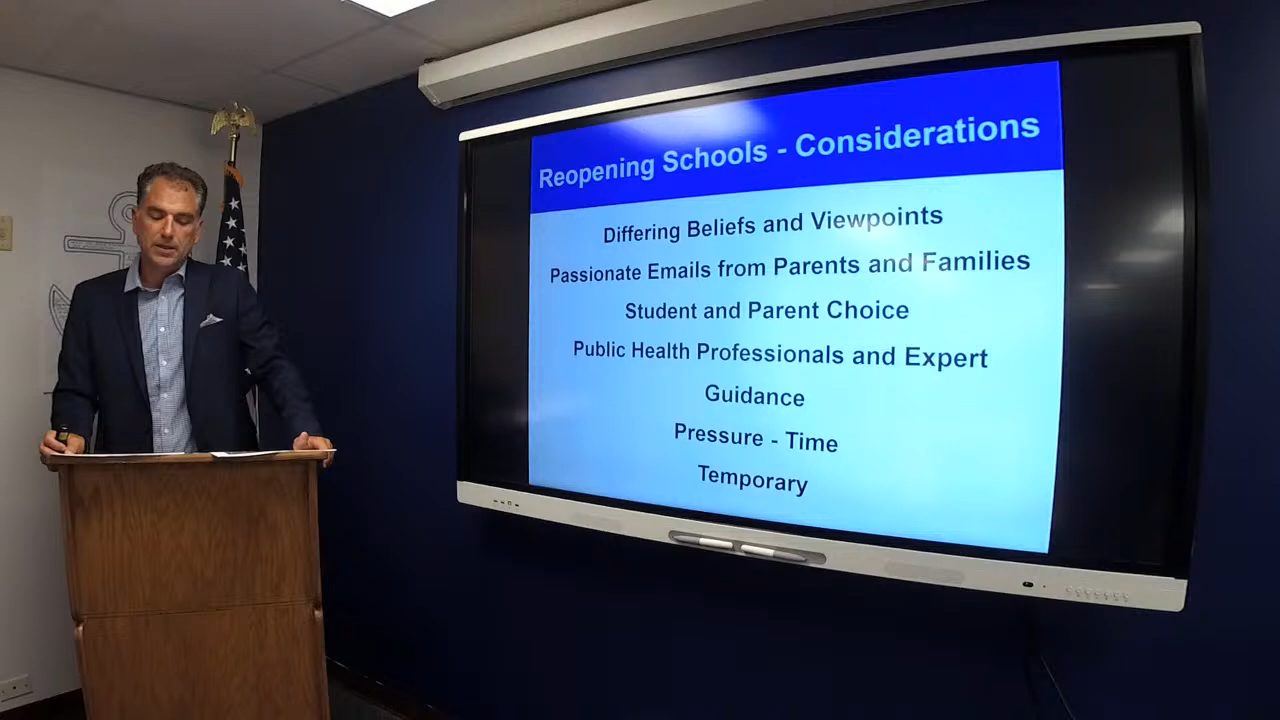 Reopening Schools - Considerations
Differing Beliefs and Viewpoints
Passionate Emails from Parents and Families
Student and Parent Choice
Public Health Professionals and Expert
Guidance
Pressure - Time
Temporary